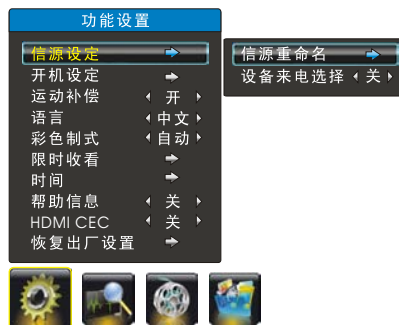 功能设置
信源设定
开机设定
运动补偿 开
语言 中文
彩色制式 自动
限时收看
时间
帮助信息 关
HDMI CEC 关
恢复出厂设置
信源重命名
设备来电选择 关